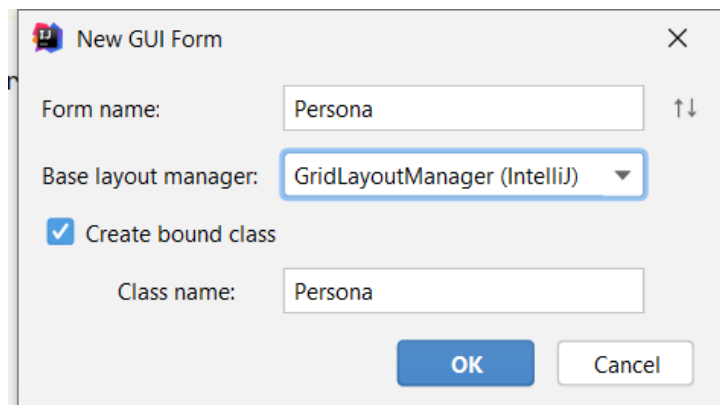 New GUI Form
Form name: Persona
Base layout manager: GridLayoutManager (IntelliJ)
Create bound class
Class name: Persona
OK Cancel